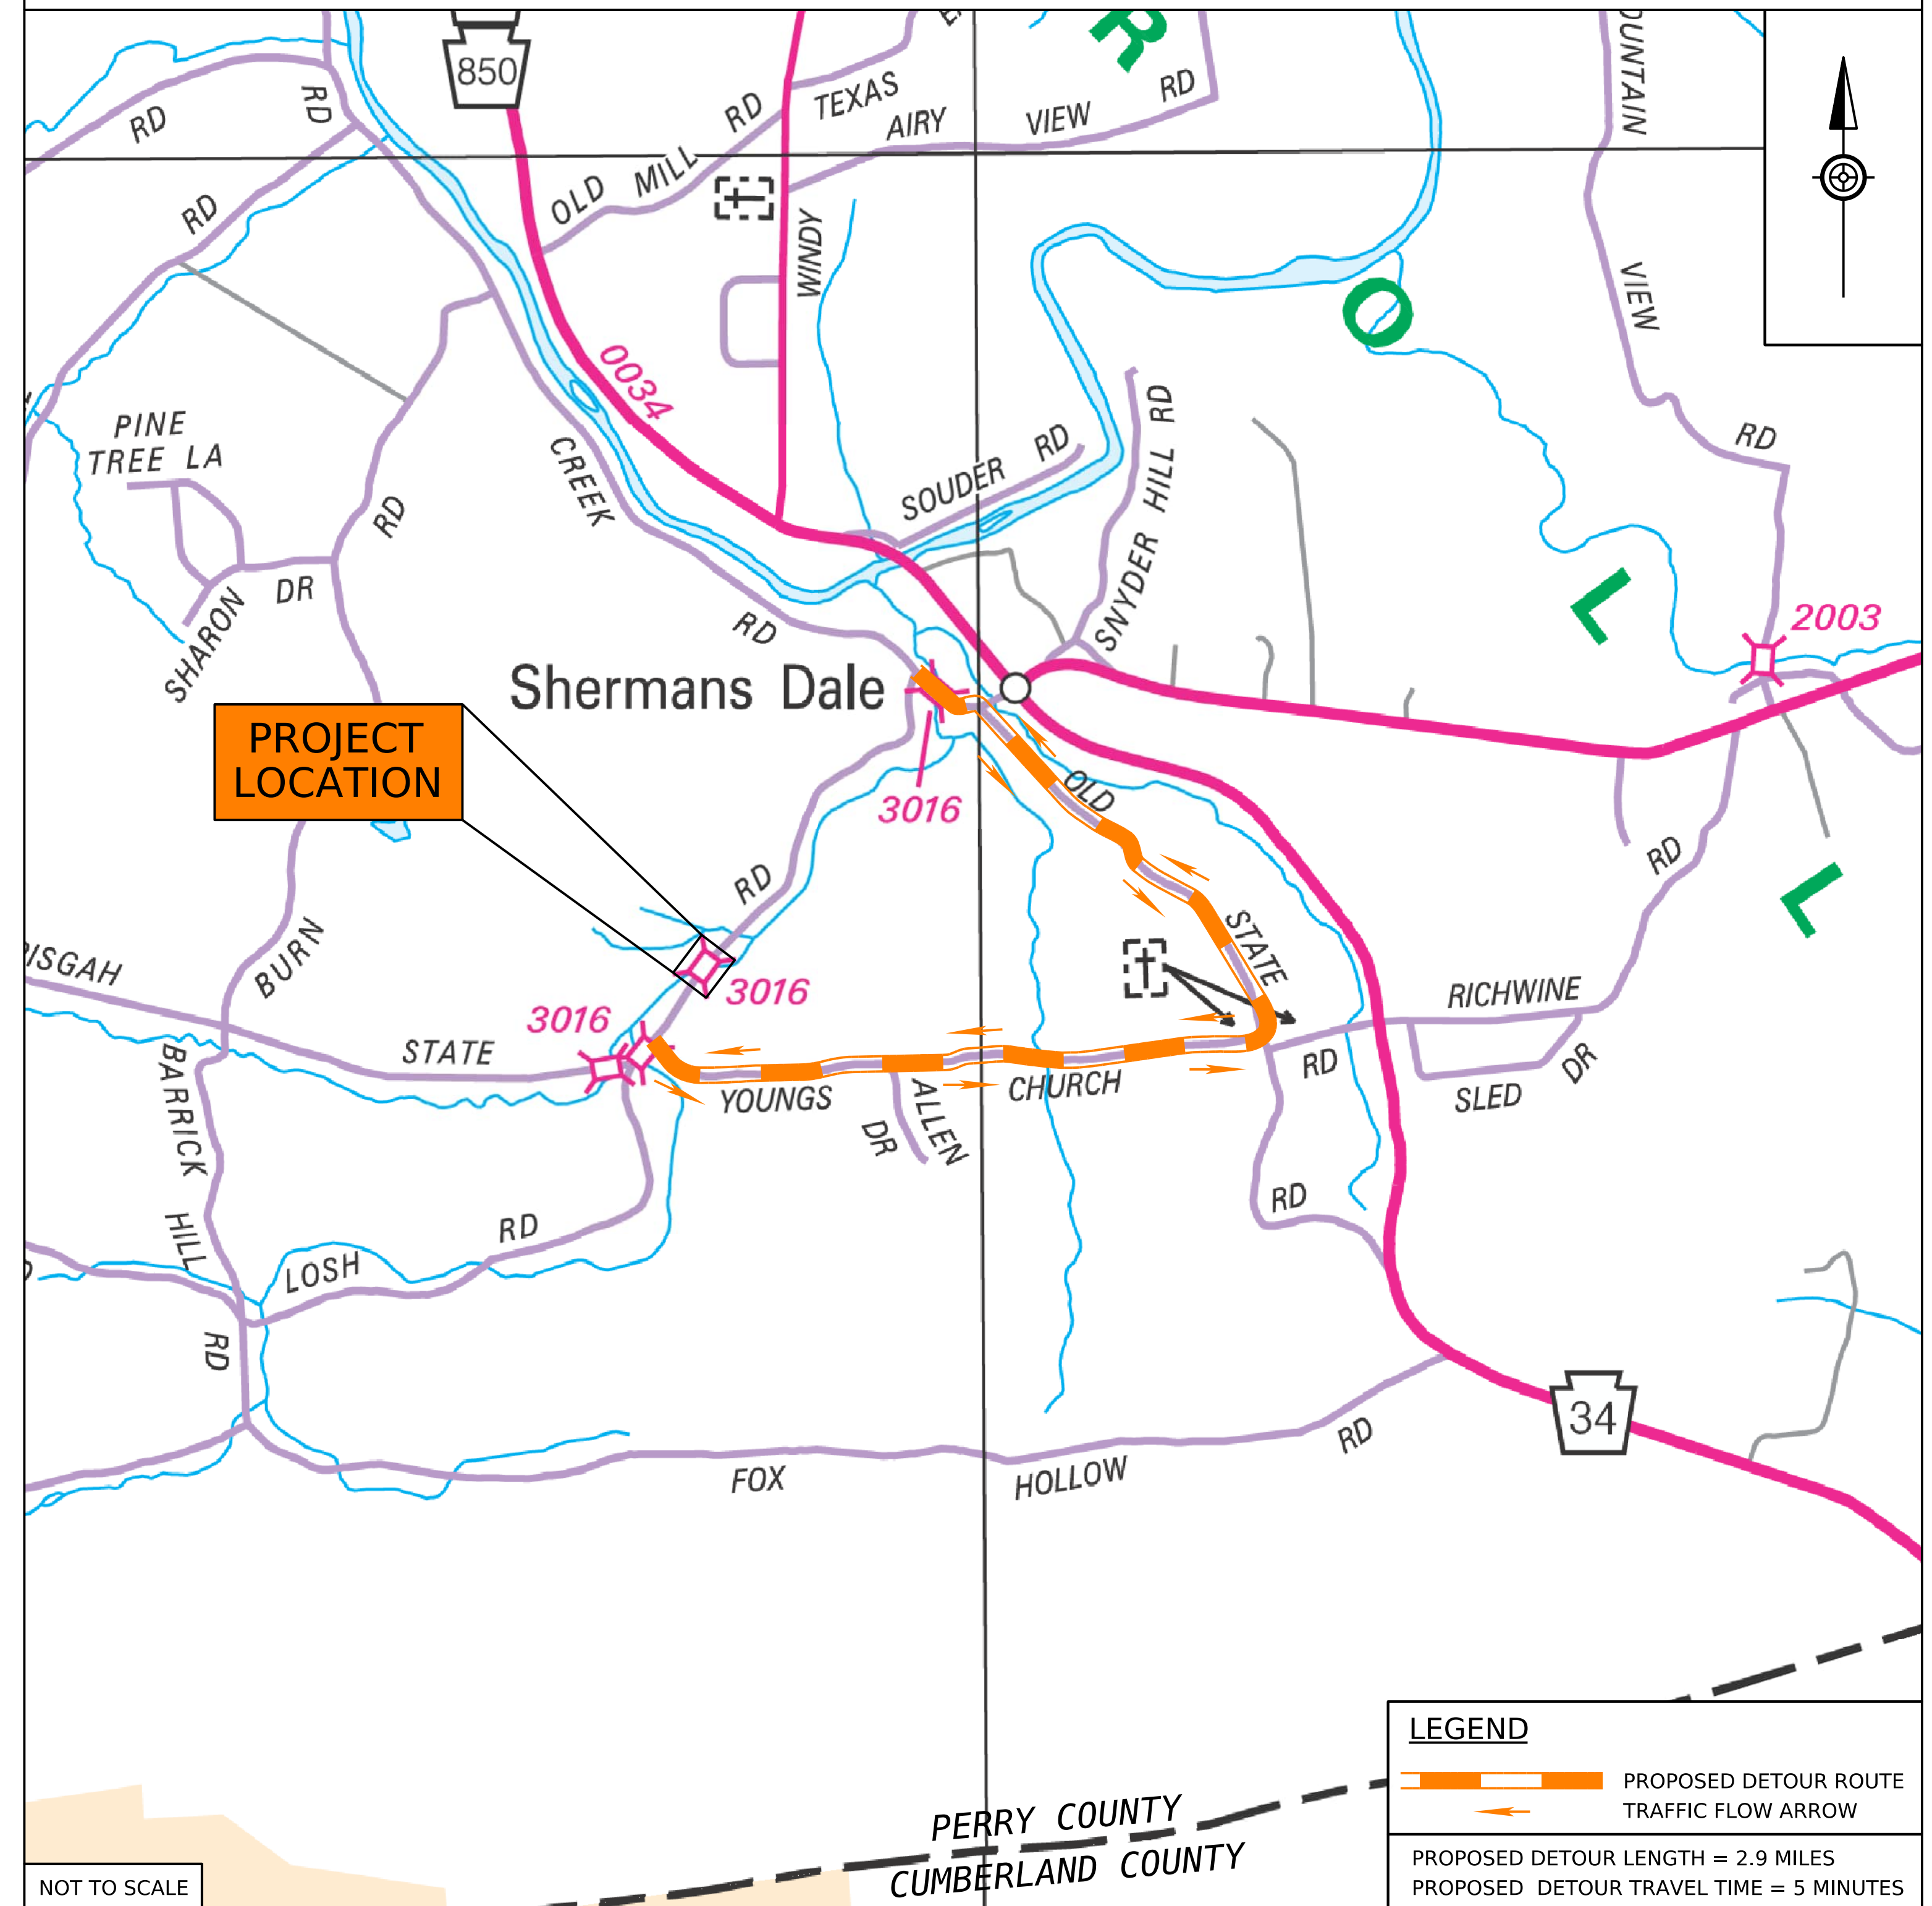 850
RD
RD
RD
TEXAS
RD
AIRY
VIEW
RD
R
OUNTAIN
VIEW
RD
OLD MILL
WINDY
0034
O
PINE
TREE LA
CREEK
RD
SOUDER RD
SNYDER HILL RD
RD
DR
SHARON
L
2003
Shermans Dale
PROJECT
LOCATION
3016
OLD
RD
L
RD
STATE
BURN
ISGAH
3016
3016
RICHWINE
STATE
RD
DR
SLED
YOUNGS
CHURCH
ALLEN
DR
BARRICK
HILL
RD
RD
LOSH
RD
RD
34
FOX
HOLLOW
RD
PERRY COUNTY
CUMBERLAND COUNTY
LEGEND
PROPOSED DETOUR ROUTE
TRAFFIC FLOW ARROW
PROPOSED DETOUR LENGTH = 2.9 MILES
PROPOSED DETOUR TRAVEL TIME = 5 MINUTES
NOT TO SCALE